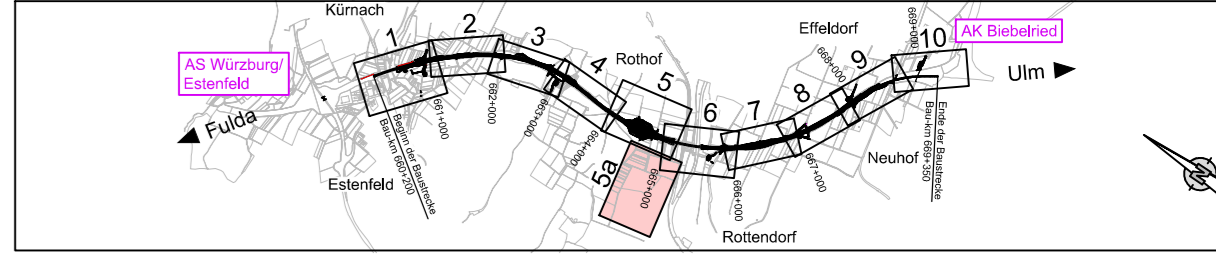 Kürnach
AS Würzburg/
Estenfeld
Fulda
Estenfeld
Beginn der Baustrecke
Bau-km 660+200
1
2
3
4
5
5a
6
7
8
9
10
661+000
662+000
663+000
664+000
665+000
666+000
667+000
668+000
669+000
Rothof
Effeldorf
AK Biebelried
Ulm
Neuhof
Ende der Baustrecke
Bau-km 669+350
Rottendorf
N